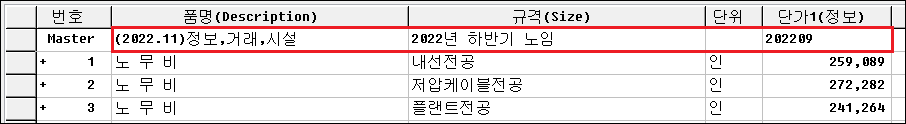 번호 품명(Description) 규격(Size) 단위 단가1(정보)
Master (2022.11)정보,거래,시설 2022년 하반기 노임 202209
+ 1 노 무 비 내선전공 인 259,089
+ 2 노 무 비 저압케이블전공 인 272,282
+ 3 노 무 비 플랜트전공 인 241,264